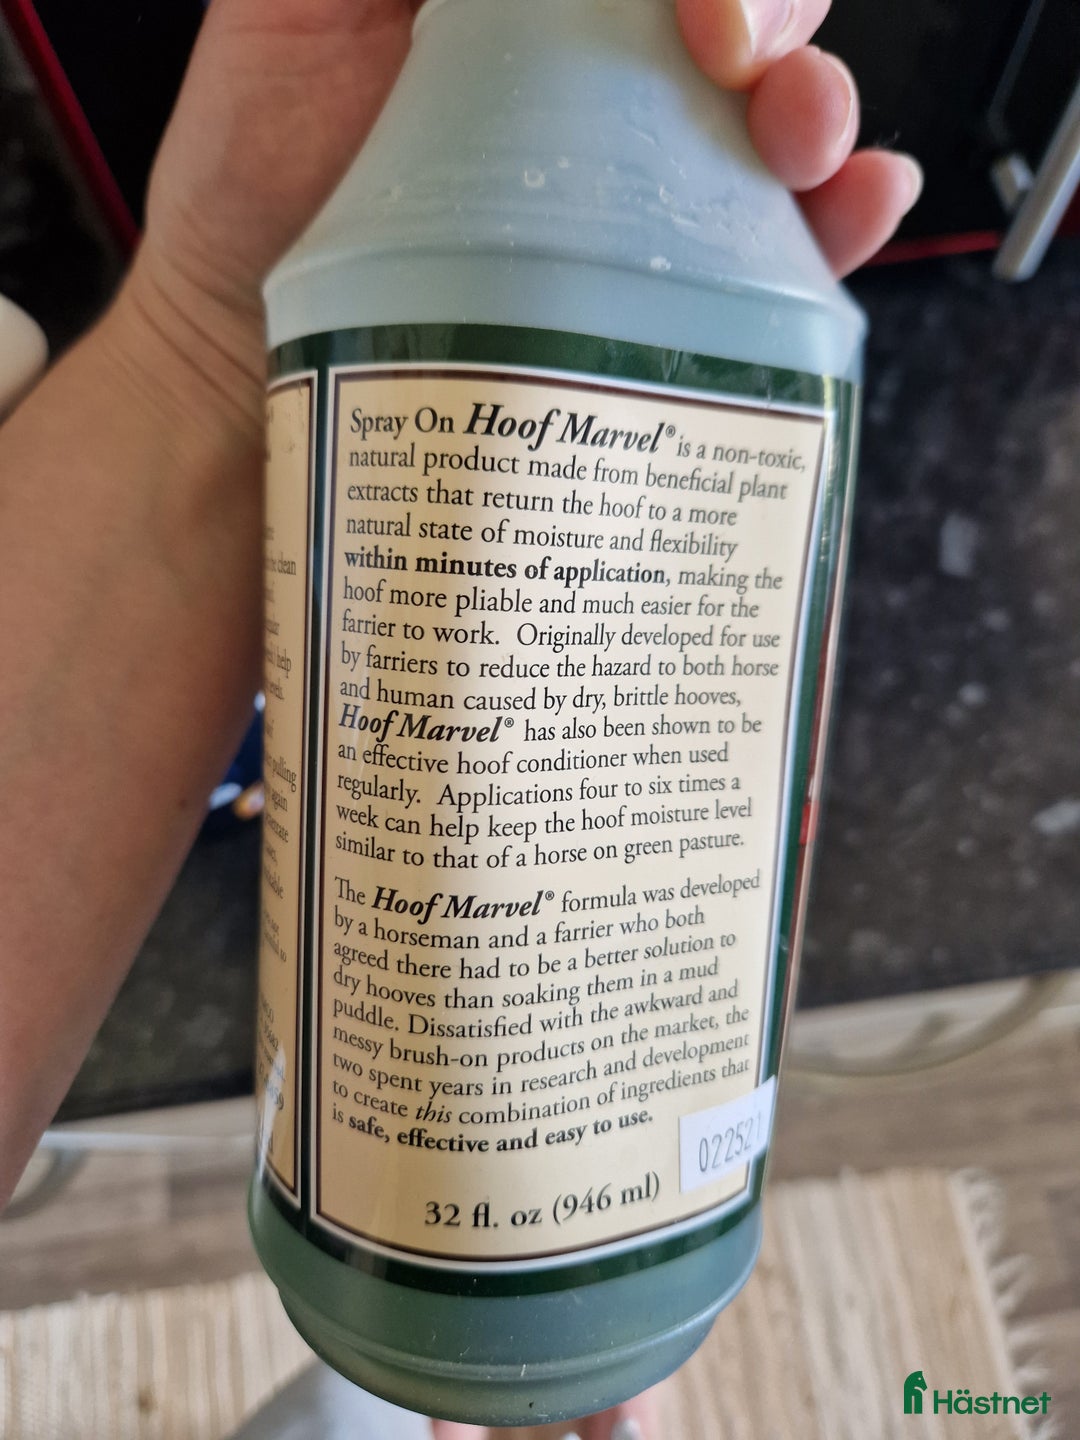 Spray On Hoof Marvel® is a non-toxic,
natural product made from beneficial plant
extracts that return the hoof to a more
natural state of moisture and flexibility
within minutes of application, making the
hoof more pliable and much easier for the
farrier to work. Originally developed for use
by farriers to reduce the hazard to both horse
and human caused by dry, brittle hooves,
Hoof Marvel® has also been shown to be
an effective hoof conditioner when used
regularly. Applications four to six times a
week can help keep the hoof moisture level
similar to that of a horse on green pasture.
The Hoof Marvel® formula was developed
by a horseman and a farrier who both
agreed there had to be a better solution to
dry hooves than soaking them in a mud
puddle. Dissatisfied with the awkward and
messy brush-on products on the market, the
two spent years in research and development
to create this combination of ingredients that
is safe, effective and easy to use.
022521
32 fl. oz (946 ml)
clean
help
pulling
again
Hästnet